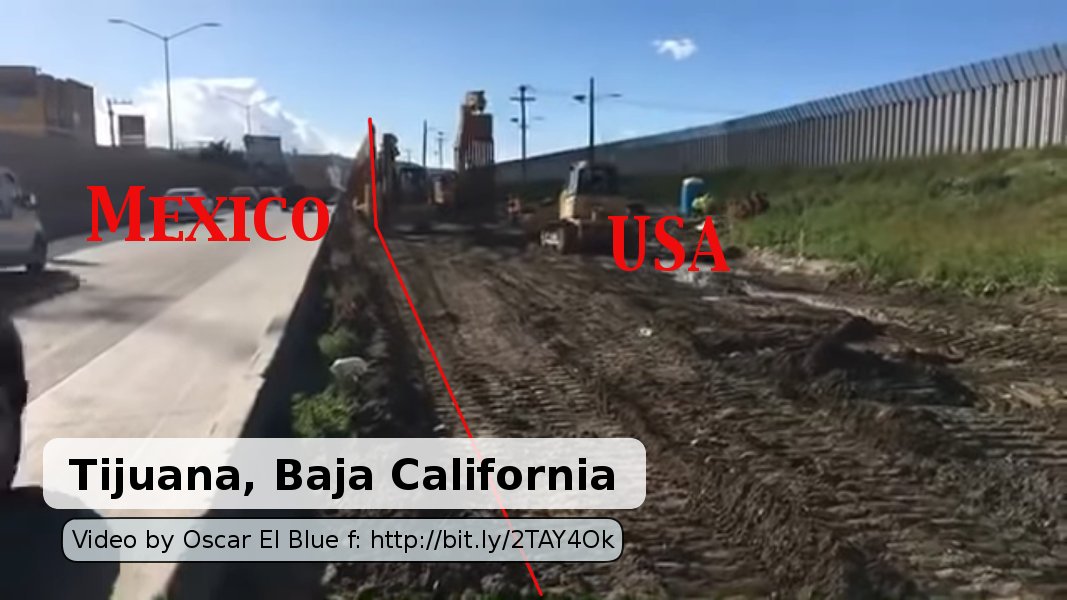 MEXICO
USA
Tijuana, Baja California
Video by Oscar El Blue f: http://bit.ly/2TAY4Ok